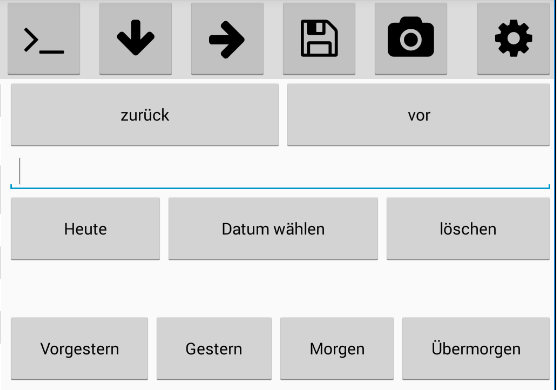 zurück vor
Heute Datum wählen löschen
Vorgestern Gestern Morgen Übermorgen